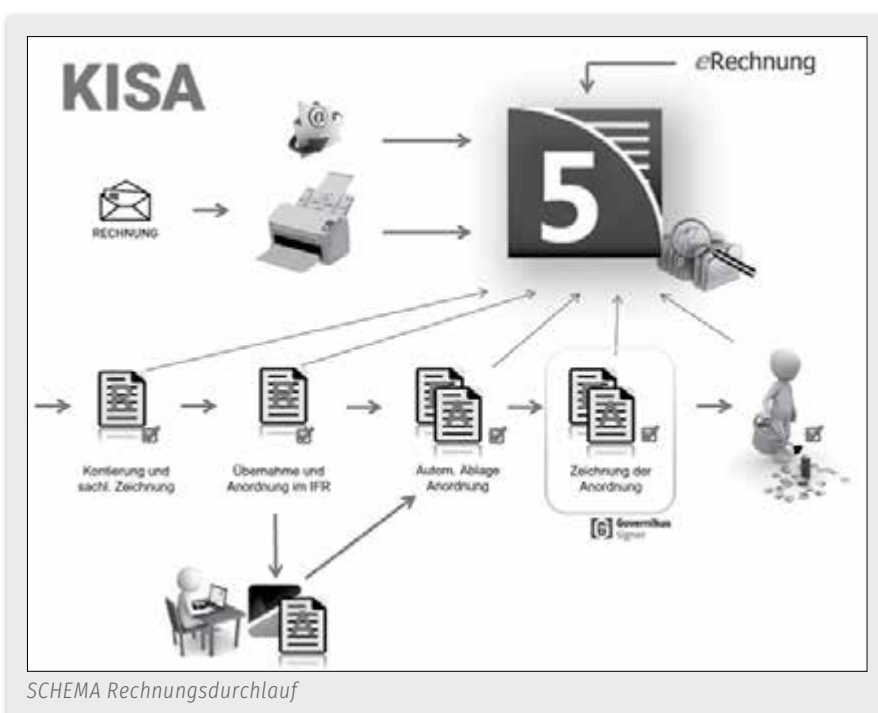 KISA
eRechnung
@
5
RECHNUNG
Kontierung und
sachl. Zeichnung
Übernahme und
Anordnung im IFR
Autom. Ablage
Anordnung
Zeichnung der
Anordnung
[G] Governikus
Signer
SCHEMA Rechnungsdurchlauf